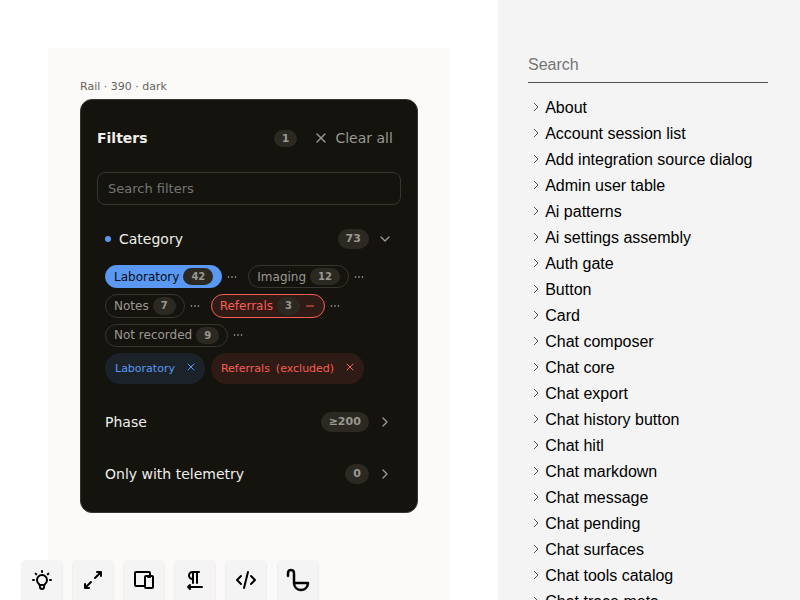 Rail · 390 · dark
Filters 1 Clear all
Search filters
Category 73
Laboratory 42 ··· Imaging 12 ···
Notes 7 ··· Referrals 3 − ···
Not recorded 9 ···
Laboratory × Referrals (excluded) ×
Phase ≥200
Only with telemetry 0
Search
About
Account session list
Add integration source dialog
Admin user table
Ai patterns
Ai settings assembly
Auth gate
Button
Card
Chat composer
Chat core
Chat export
Chat history button
Chat hitl
Chat markdown
Chat message
Chat pending
Chat surfaces
Chat tools catalog
Chat trace meta